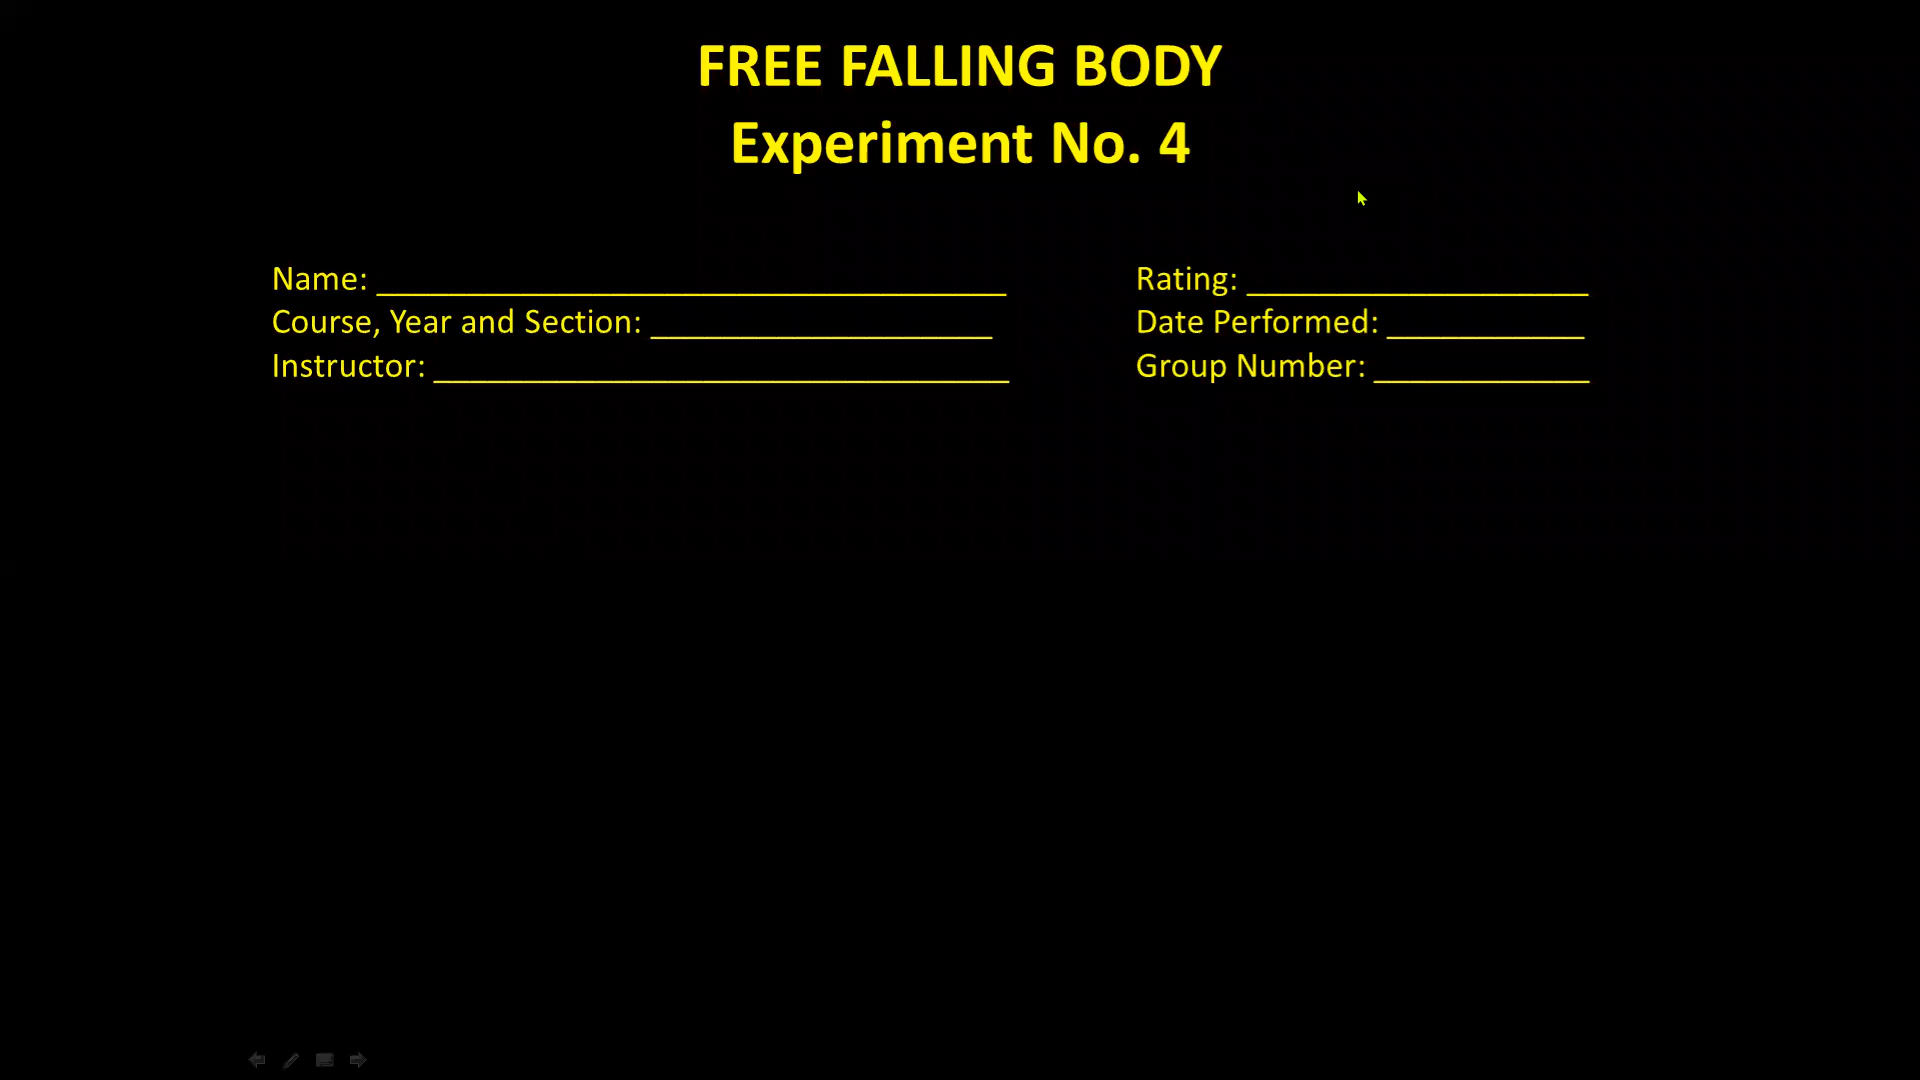 FREE FALLING BODY
Experiment No. 4
Name: ___________________________________ Rating: ___________________
Course, Year and Section: ___________________ Date Performed: ___________
Instructor: ________________________________ Group Number: ____________